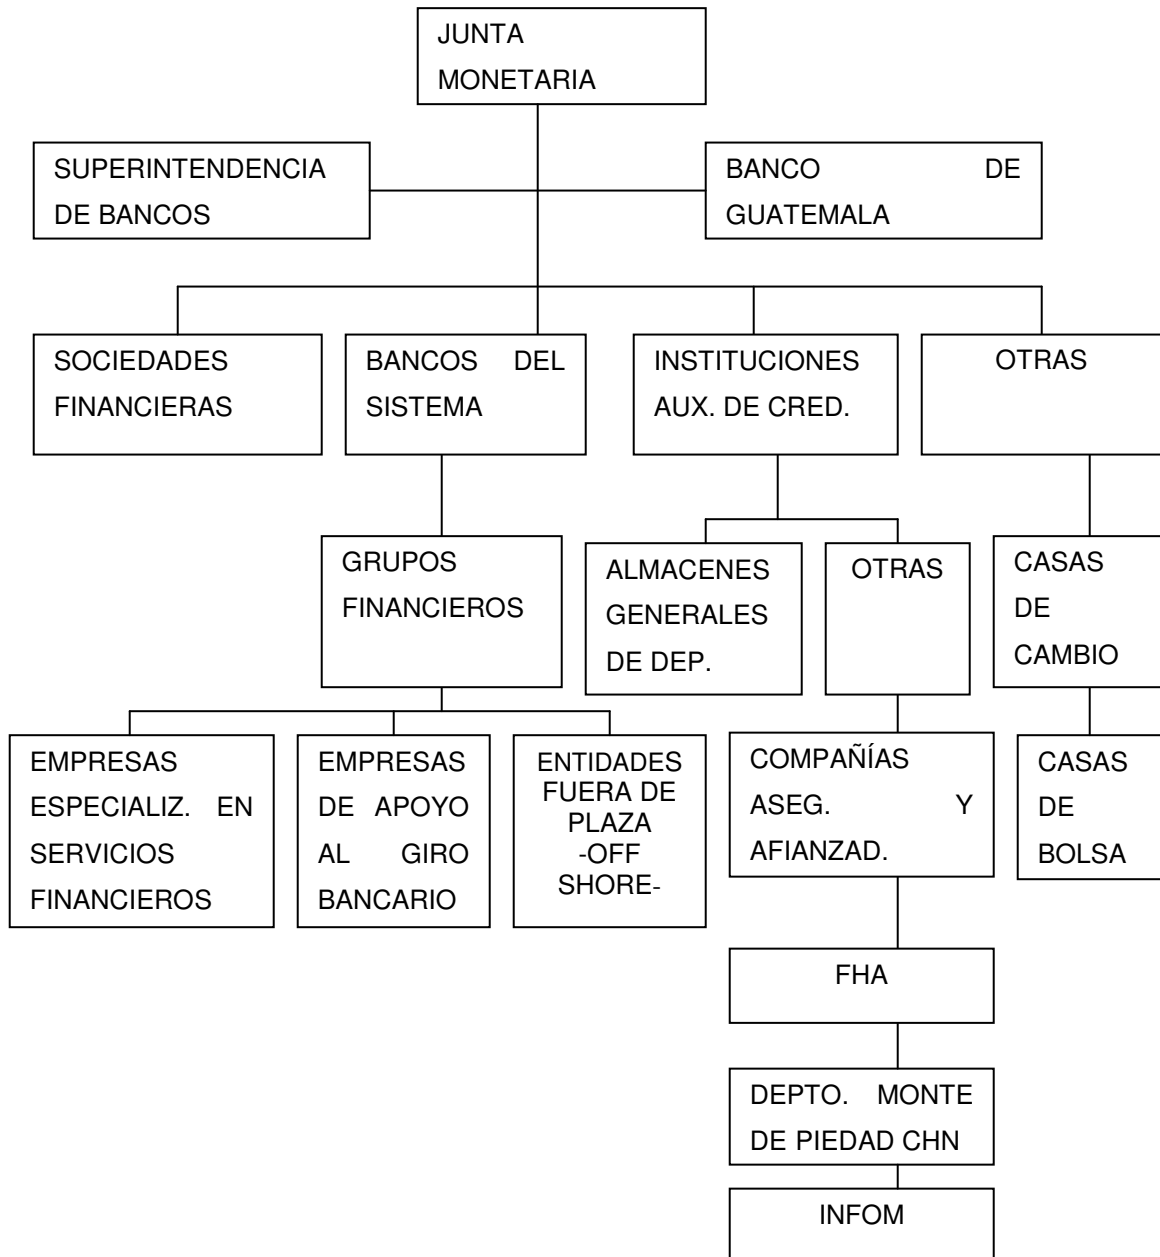 JUNTA
MONETARIA
SUPERINTENDENCIA
DE BANCOS
BANCO DE
GUATEMALA
SOCIEDADES
FINANCIERAS
BANCOS DEL
SISTEMA
INSTITUCIONES
AUX. DE CRED.
OTRAS
GRUPOS
FINANCIEROS
ALMACENES
GENERALES
DE DEP.
OTRAS
CASAS
DE
CAMBIO
EMPRESAS
ESPECIALIZ. EN
SERVICIOS
FINANCIEROS
EMPRESAS
DE APOYO
AL GIRO
BANCARIO
ENTIDADES
FUERA DE
PLAZA
-OFF
SHORE-
COMPAÑÍAS
ASEG. Y
AFIANZAD.
CASAS
DE
BOLSA
FHA
DEPTO. MONTE
DE PIEDAD CHN
INFOM